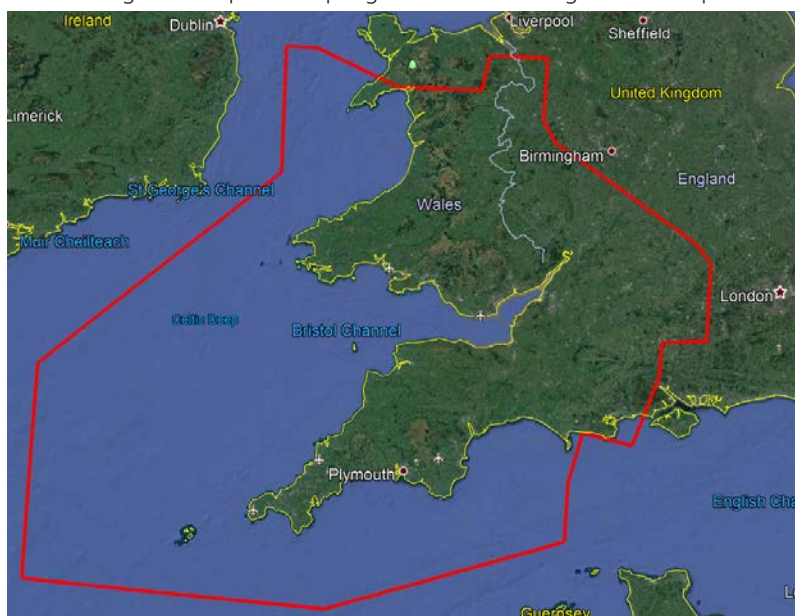 Ireland
Dublin
Liverpool
Sheffield
United Kingdom
Limerick
Birmingham
England
St George's Channel
Wales
Muir Cheilteach
London
Celtic Deep
Bristol Channel
Plymouth
English Cha
Guernsey